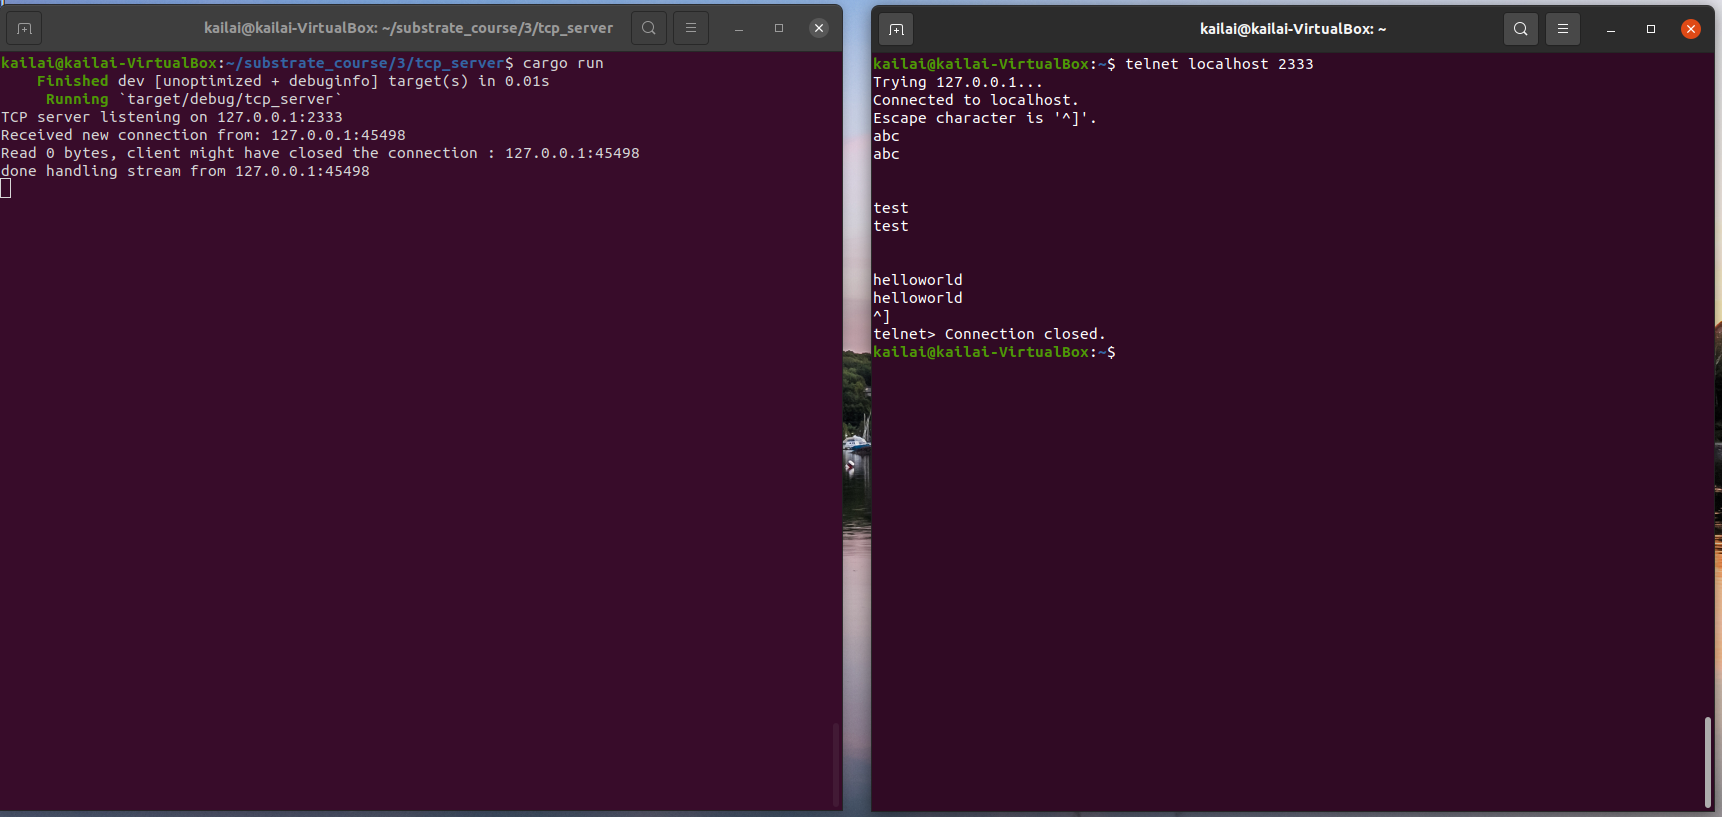 kailai@kailai-VirtualBox: ~/substrate_course/3/tcp_server
kailai@kailai-VirtualBox:~/substrate_course/3/tcp_server$ cargo run
Finished dev [unoptimized + debuginfo] target(s) in 0.01s
Running `target/debug/tcp_server`
TCP server listening on 127.0.0.1:2333
Received new connection from: 127.0.0.1:45498
Read 0 bytes, client might have closed the connection : 127.0.0.1:45498
done handling stream from 127.0.0.1:45498
kailai@kailai-VirtualBox: ~
kailai@kailai-VirtualBox:~$ telnet localhost 2333
Trying 127.0.0.1...
Connected to localhost.
Escape character is '^]'.
abc
abc
test
test
helloworld
helloworld
^]
telnet> Connection closed.
kailai@kailai-VirtualBox:~$